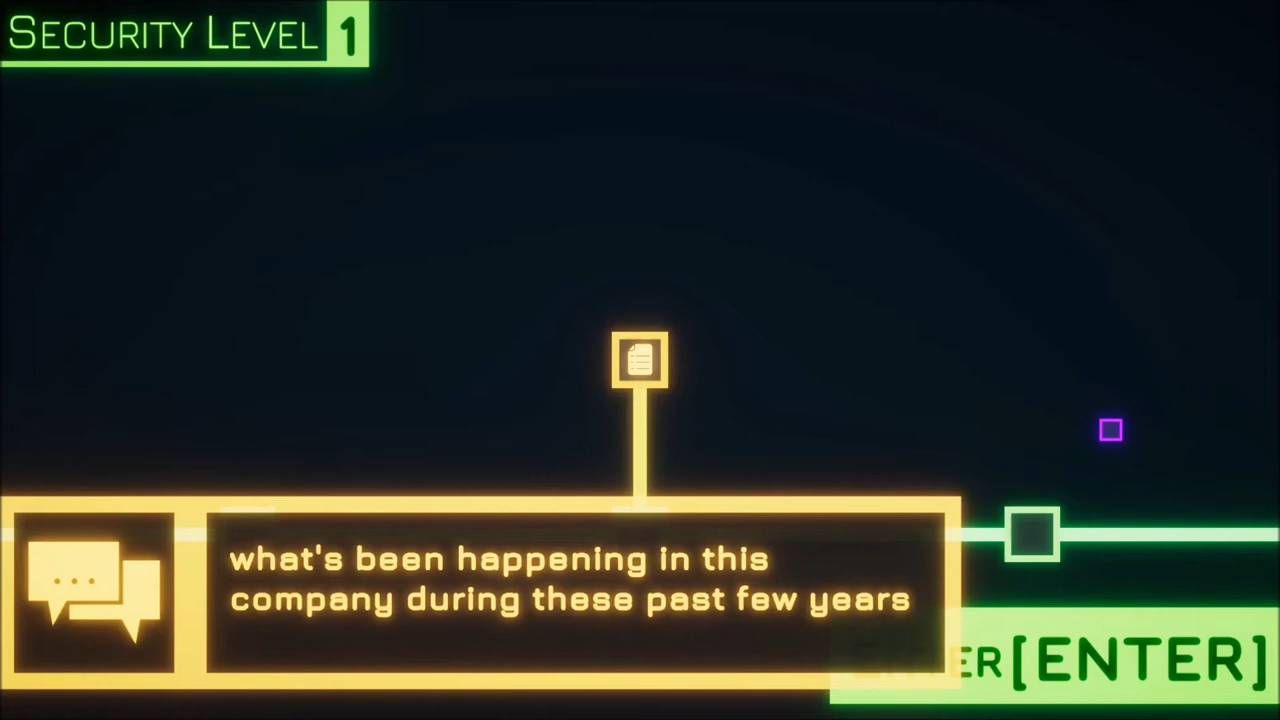 Security Level 1
what's been happening in this
company during these past few years
[ENTER]